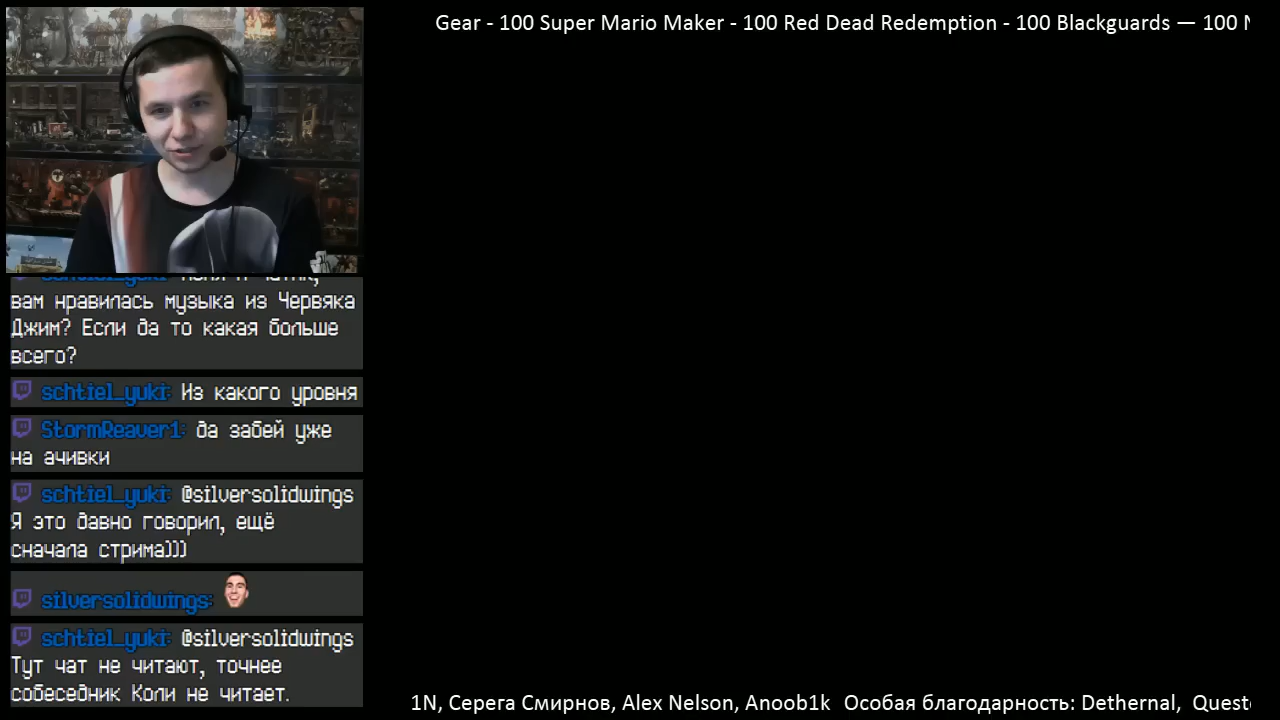 Gear - 100 Super Mario Maker - 100 Red Dead Redemption - 100 Blackguards — 100
вам нравилась музыка из Червяка
Джим? Если да то какая больше
всего?
schtiel_yuki: Из какого уровня
StormReaver1: да забей уже
на ачивки
schtiel_yuki: @silversolidwings
Я это давно говорил, ещё
сначала стрима)))
silversolidwings:
schtiel_yuki: @silversolidwings
Тут чат не читают, точнее
собеседник Коли не читает.
1N, Серега Смирнов, Alex Nelson, Anoob1k Особая благодарность: Dethernal,